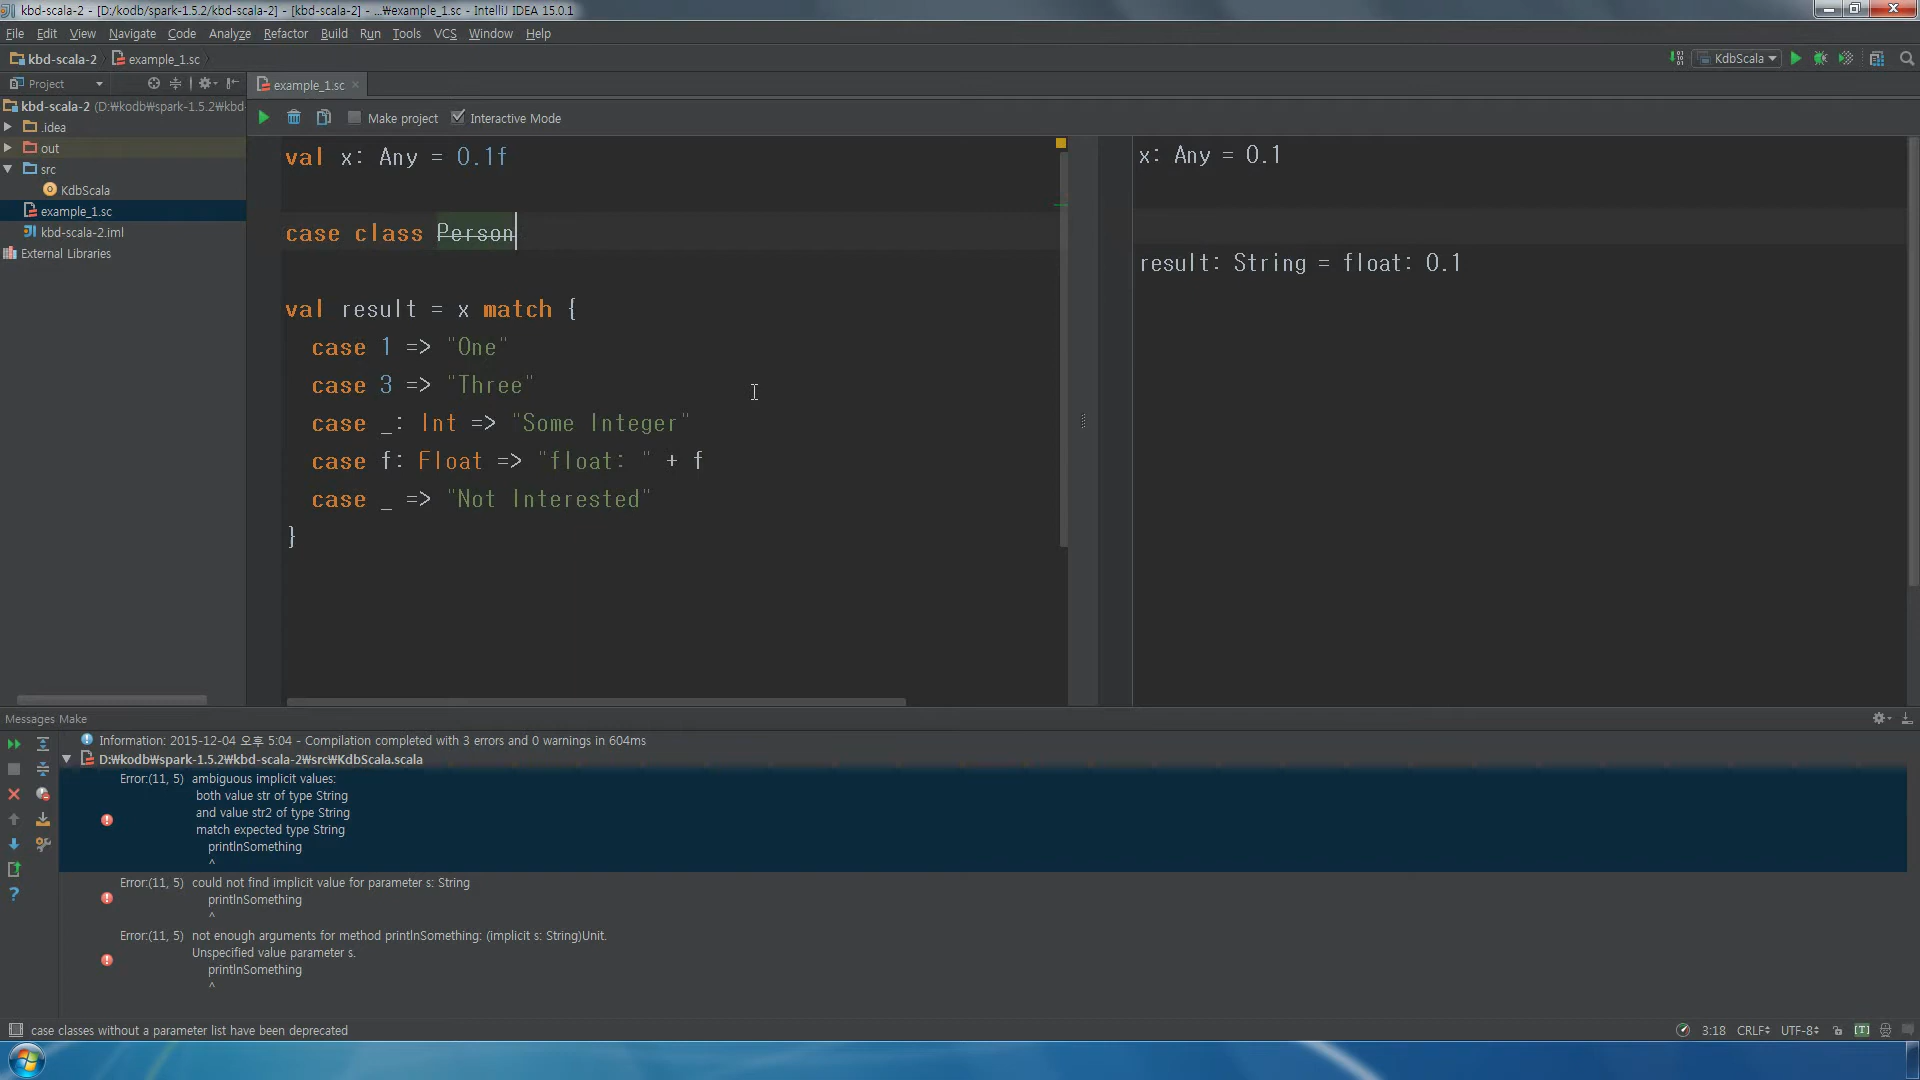 kbd-scala-2 - [D:/kodb/spark-1.5.2/kbd-scala-2] - [kbd-scala-2] - ...₩example_1.sc - IntelliJ IDEA 15.0.1
File Edit View Navigate Code Analyze Refactor Build Run Tools VCS Window Help
kbd-scala-2 example_1.sc KdbScala
Project
example_1.sc
kbd-scala-2 (D:₩kodb₩spark-1.5.2₩kbd-
.idea
out
src
KdbScala
example_1.sc
kbd-scala-2.iml
External Libraries
Make project Interactive Mode
val x: Any = 0.1f
case class Person
val result = x match {
case 1 => "One"
case 3 => "Three"
case _: Int => "Some Integer"
case f: Float => "float: " + f
case _ => "Not Interested"
}
x: Any = 0.1
result: String = float: 0.1
Messages Make
Information: 2015-12-04 오후 5:04 - Compilation completed with 3 errors and 0 warnings in 604ms
D:₩kodb₩spark-1.5.2₩kbd-scala-2₩src₩KdbScala.scala
Error:(11, 5) ambiguous implicit values:
both value str of type String
and value str2 of type String
match expected type String
printlnSomething
^
Error:(11, 5) could not find implicit value for parameter s: String
printlnSomething
^
Error:(11, 5) not enough arguments for method printlnSomething: (implicit s: String)Unit.
Unspecified value parameter s.
printlnSomething
^
case classes without a parameter list have been deprecated
3:18 CRLF UTF-8 [T]